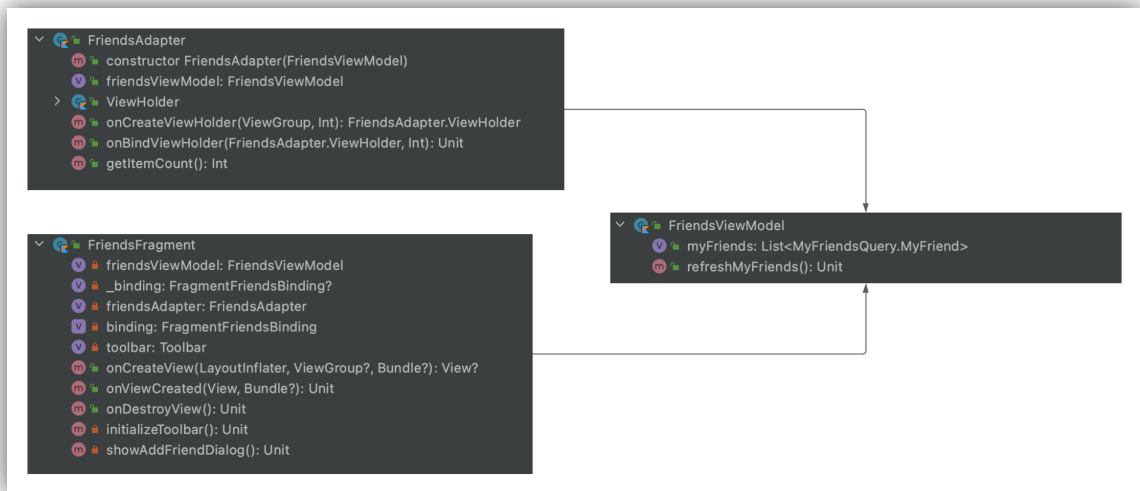 FriendsAdapter
constructor FriendsAdapter(FriendsViewModel)
friendsViewModel: FriendsViewModel
ViewHolder
onCreateViewHolder(ViewGroup, Int): FriendsAdapter.ViewHolder
onBindViewHolder(FriendsAdapter.ViewHolder, Int): Unit
getItemCount(): Int
FriendsFragment
friendsViewModel: FriendsViewModel
_binding: FragmentFriendsBinding?
friendsAdapter: FriendsAdapter
binding: FragmentFriendsBinding
toolbar: Toolbar
onCreateView(LayoutInflater, ViewGroup?, Bundle?): View?
onViewCreated(View, Bundle?): Unit
onDestroyView(): Unit
initializeToolbar(): Unit
showAddFriendDialog(): Unit
FriendsViewModel
myFriends: List<MyFriendsQuery.MyFriend>
refreshMyFriends(): Unit